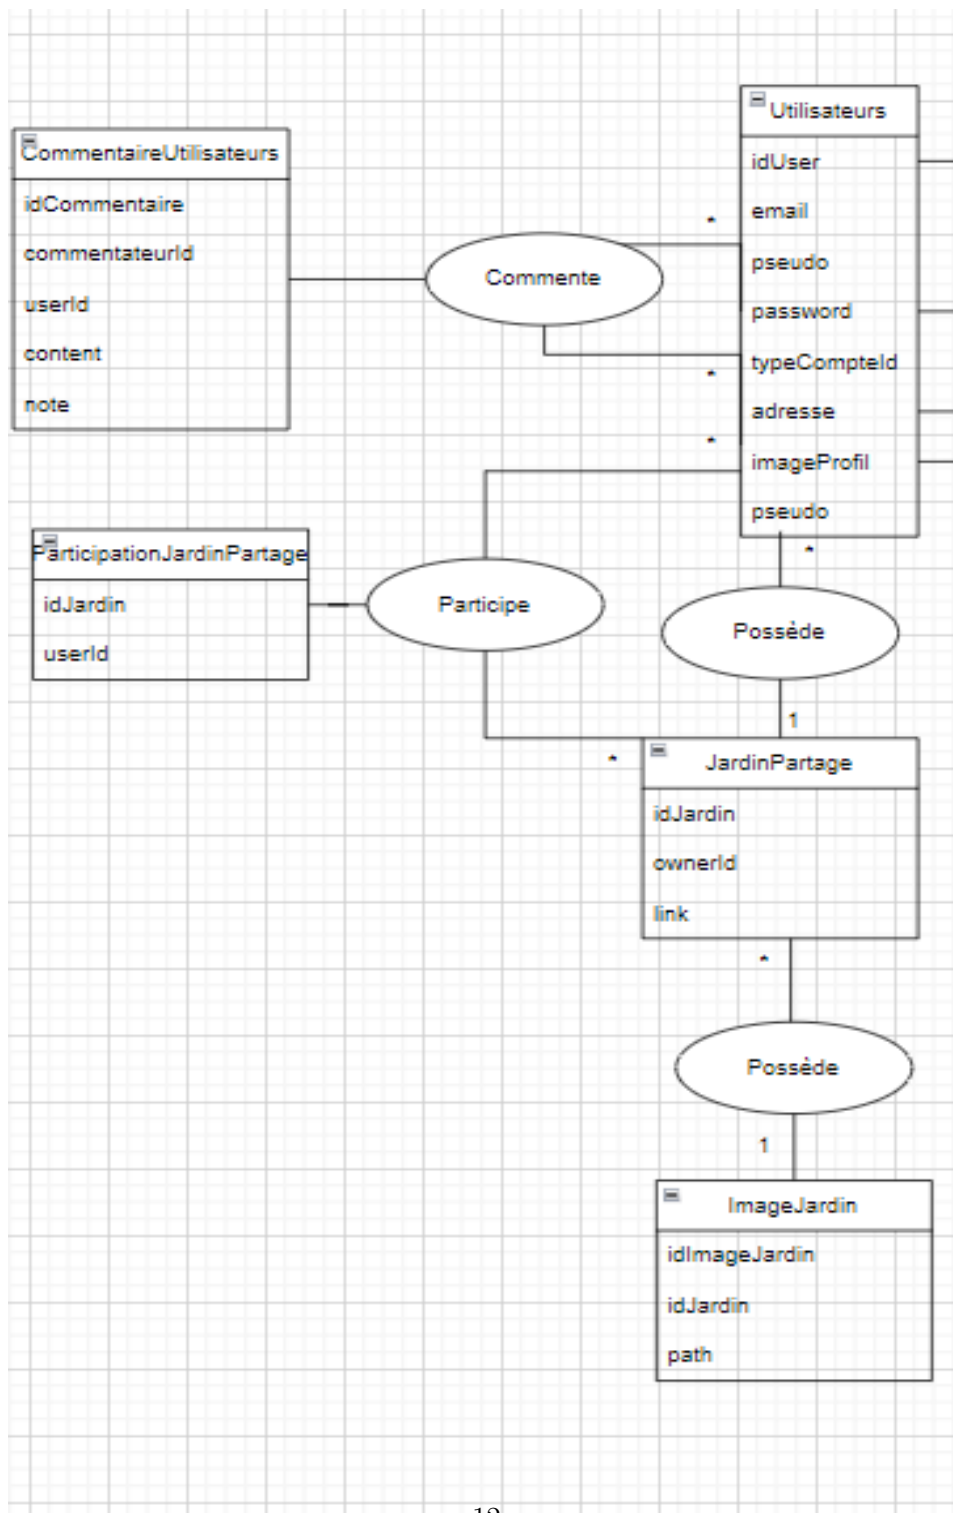 Utilisateurs
idUser
email
pseudo
password
typeCompteId
adresse
imageProfil
pseudo
CommentaireUtilisateurs
idCommentaire
commentateurId
userId
content
note
Commente
*
*
*
ParticipationJardinPartage
idJardin
userId
Participe
*
*
Possède
1
JardinPartage
idJardin
ownerId
link
*
Possède
1
ImageJardin
idImageJardin
idJardin
path